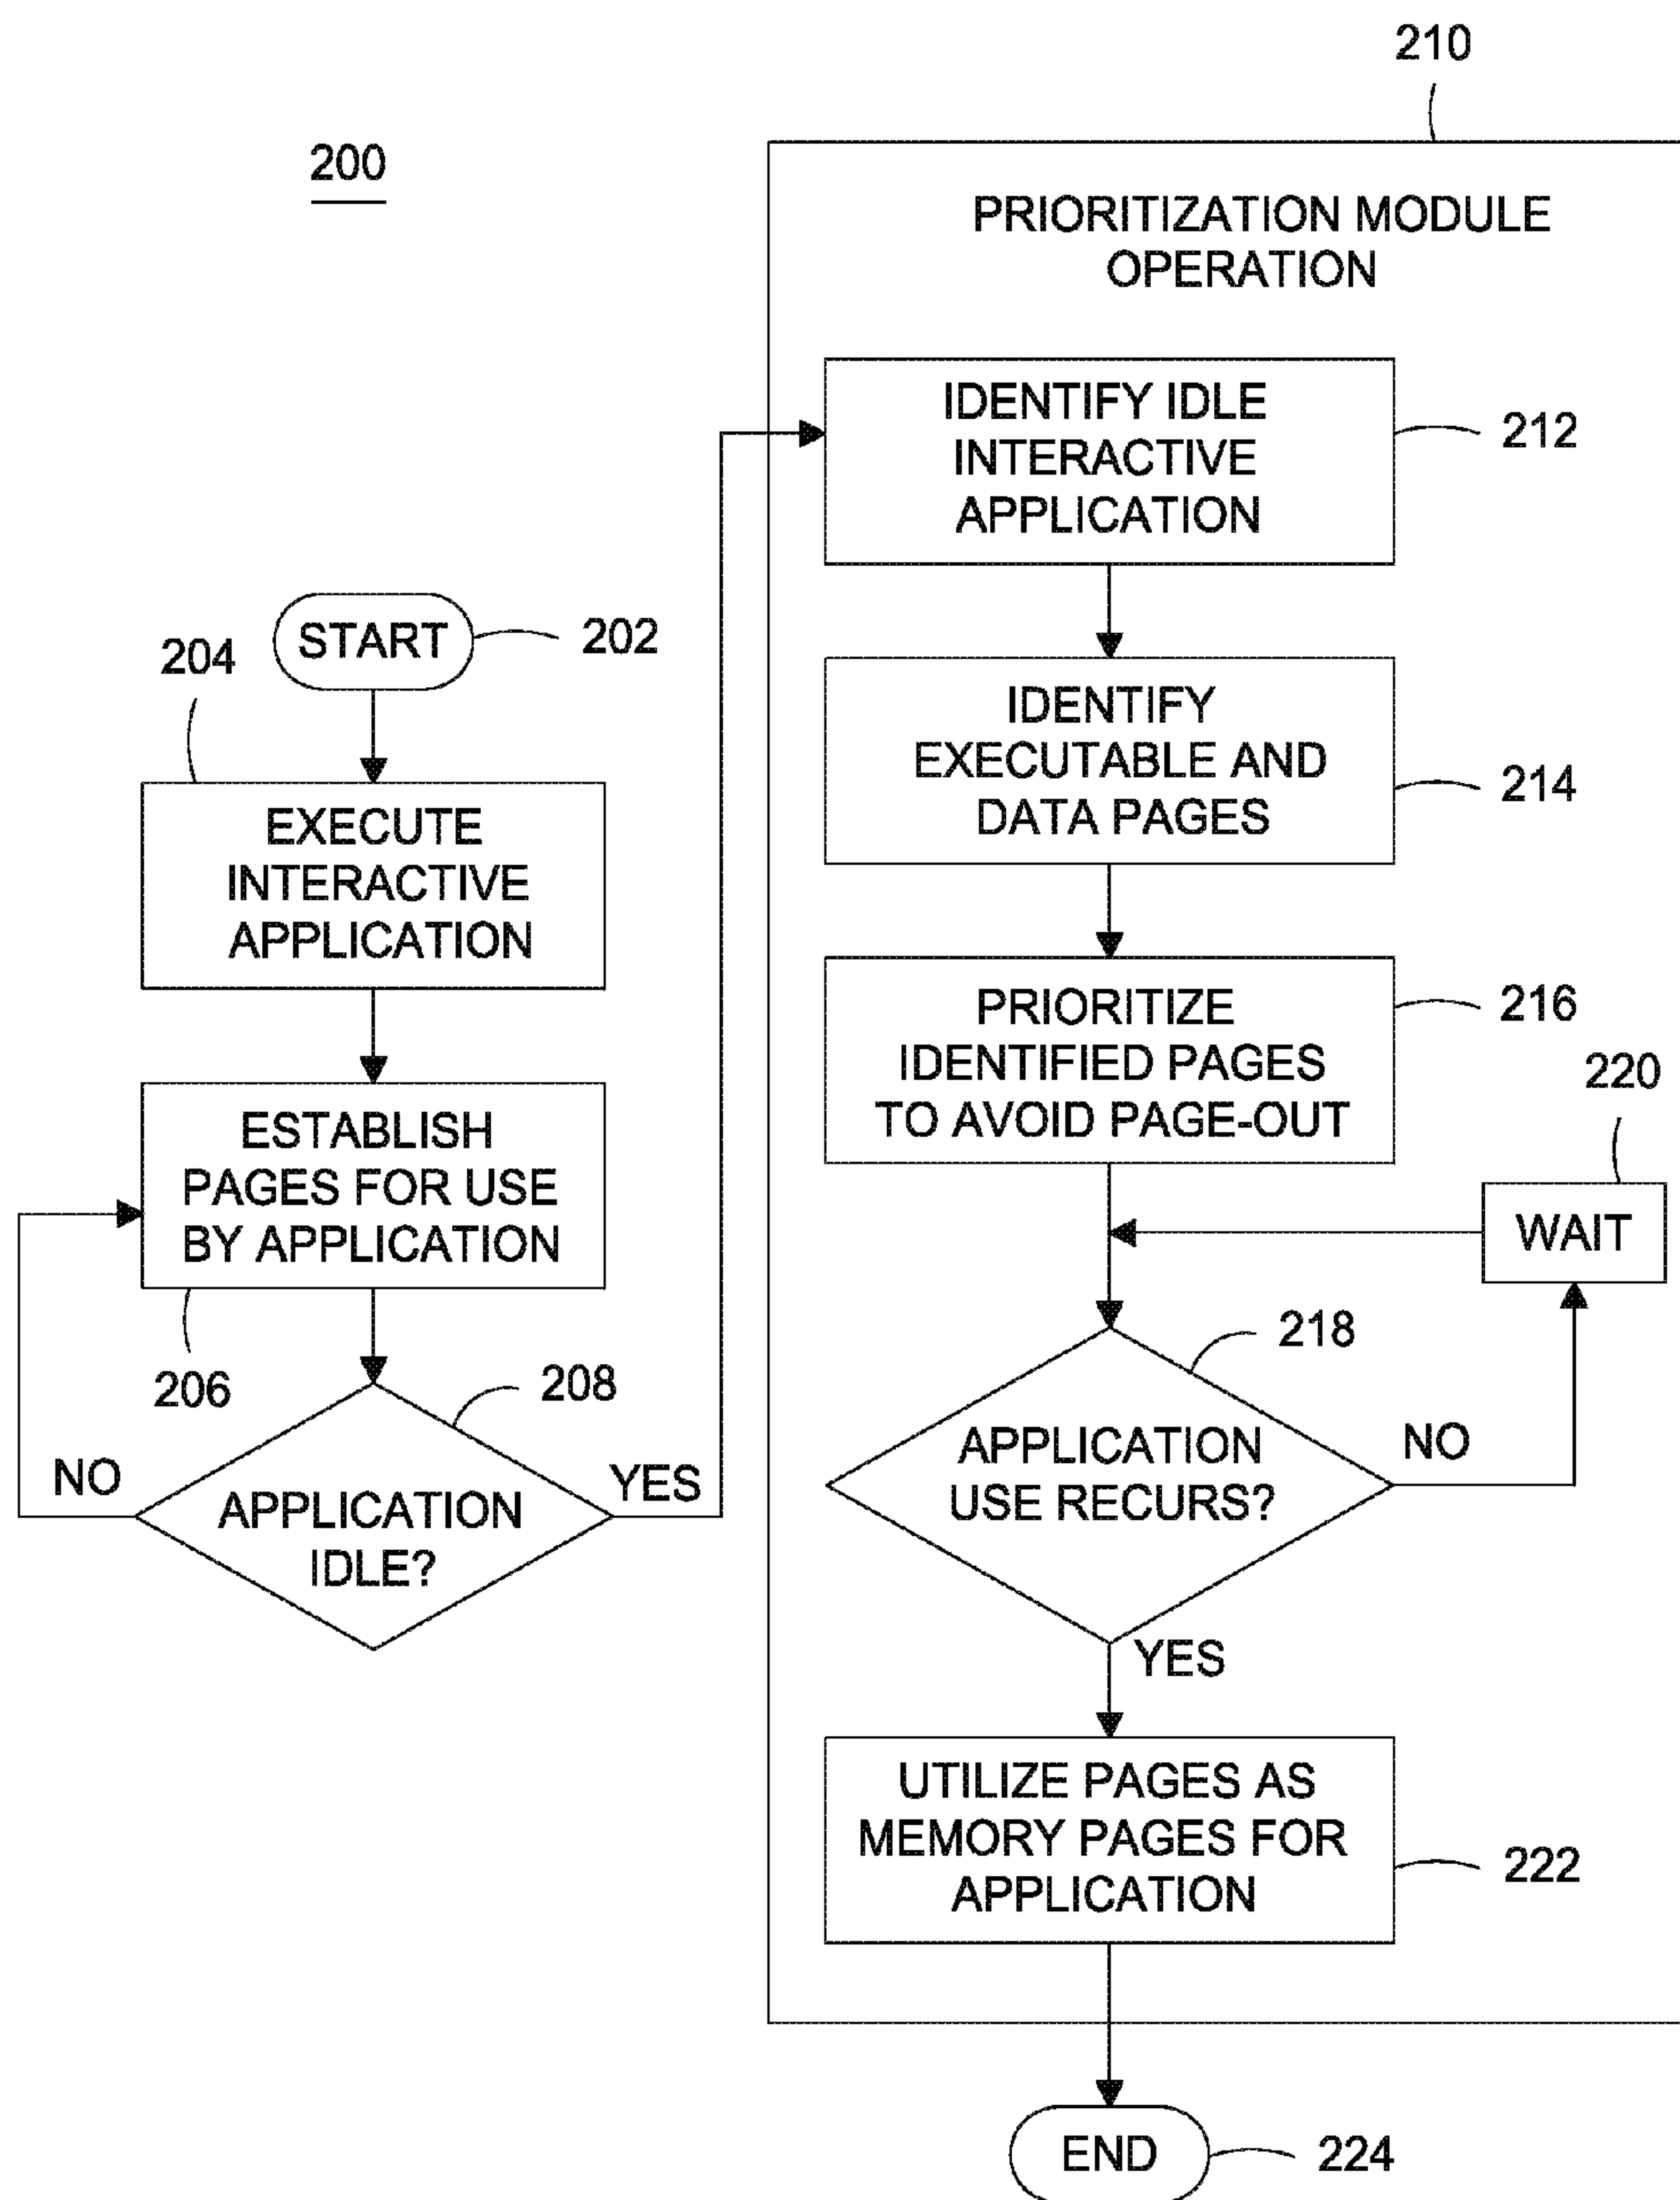 200
START
202
204
EXECUTE
INTERACTIVE
APPLICATION
ESTABLISH
PAGES FOR USE
BY APPLICATION
206
208
NO
YES
APPLICATION
IDLE?
210
PRIORITIZATION MODULE
OPERATION
IDENTIFY IDLE
INTERACTIVE
APPLICATION
212
IDENTIFY
EXECUTABLE AND
DATA PAGES
214
PRIORITIZE
IDENTIFIED PAGES
TO AVOID PAGE-OUT
216
220
WAIT
218
APPLICATION
USE RECURS?
NO
YES
UTILIZE PAGES AS
MEMORY PAGES FOR
APPLICATION
222
END
224